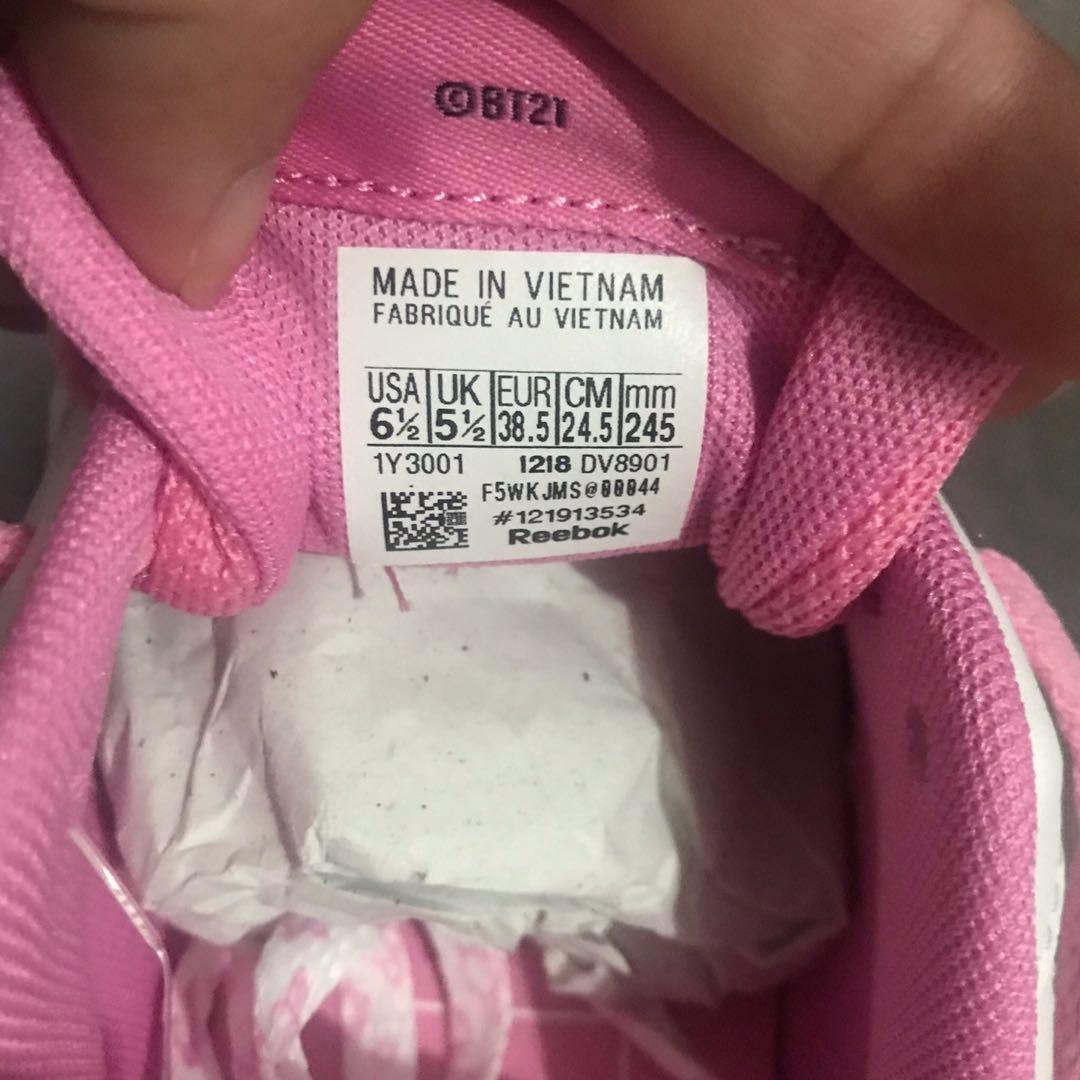 ©BT21
MADE IN VIETNAM
FABRIQUÉ AU VIETNAM
USA UK EUR CM mm
6½ 5½ 38.5 24.5 245
1Y3001 1218 DV8901
F5WKJMS@00044
#121913534
Reebok